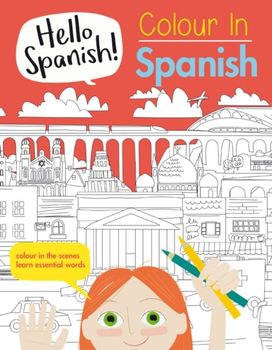 Hello
Spanish!
Colour In
Spanish
colour in the scenes
learn essential words